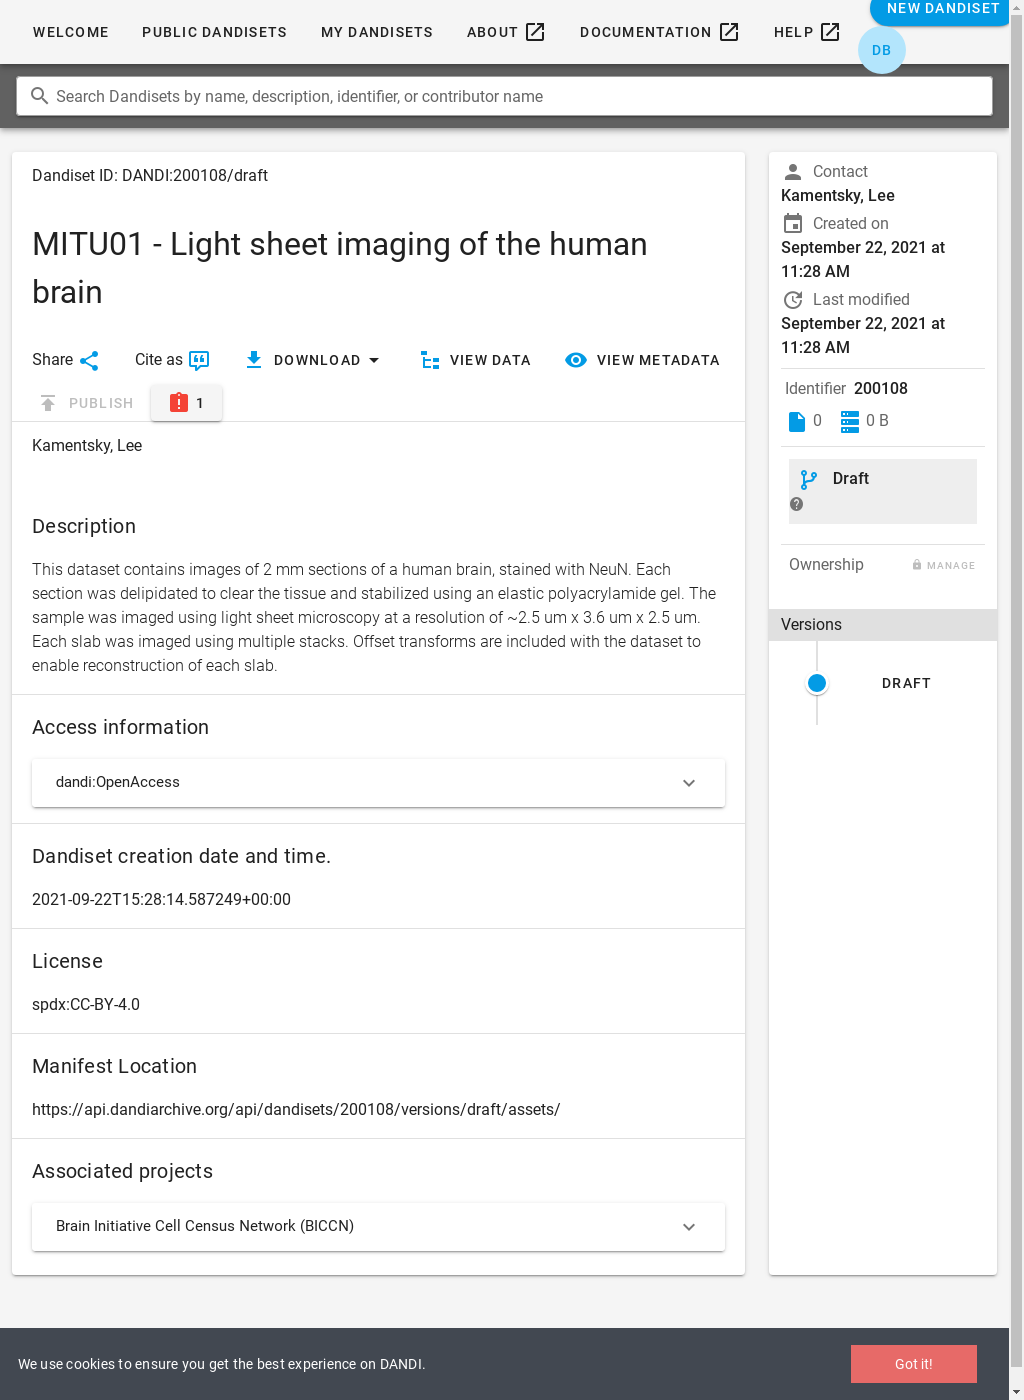 WELCOME PUBLIC DANDISETS MY DANDISETS ABOUT DOCUMENTATION HELP NEW DANDISET
DB
Search Dandisets by name, description, identifier, or contributor name
Dandiset ID: DANDI:200108/draft
MITU01 - Light sheet imaging of the human
brain
Share Cite as DOWNLOAD VIEW DATA VIEW METADATA
PUBLISH 1
Kamentsky, Lee
Description
This dataset contains images of 2 mm sections of a human brain, stained with NeuN. Each
section was delipidated to clear the tissue and stabilized using an elastic polyacrylamide gel. The
sample was imaged using light sheet microscopy at a resolution of ~2.5 um x 3.6 um x 2.5 um.
Each slab was imaged using multiple stacks. Offset transforms are included with the dataset to
enable reconstruction of each slab.
Access information
dandi:OpenAccess
Dandiset creation date and time.
2021-09-22T15:28:14.587249+00:00
License
spdx:CC-BY-4.0
Manifest Location
https://api.dandiarchive.org/api/dandisets/200108/versions/draft/assets/
Associated projects
Brain Initiative Cell Census Network (BICCN)
Contact
Kamentsky, Lee
Created on
September 22, 2021 at
11:28 AM
Last modified
September 22, 2021 at
11:28 AM
Identifier 200108
0 0 B
Draft
Ownership MANAGE
Versions
DRAFT
We use cookies to ensure you get the best experience on DANDI.
Got it!